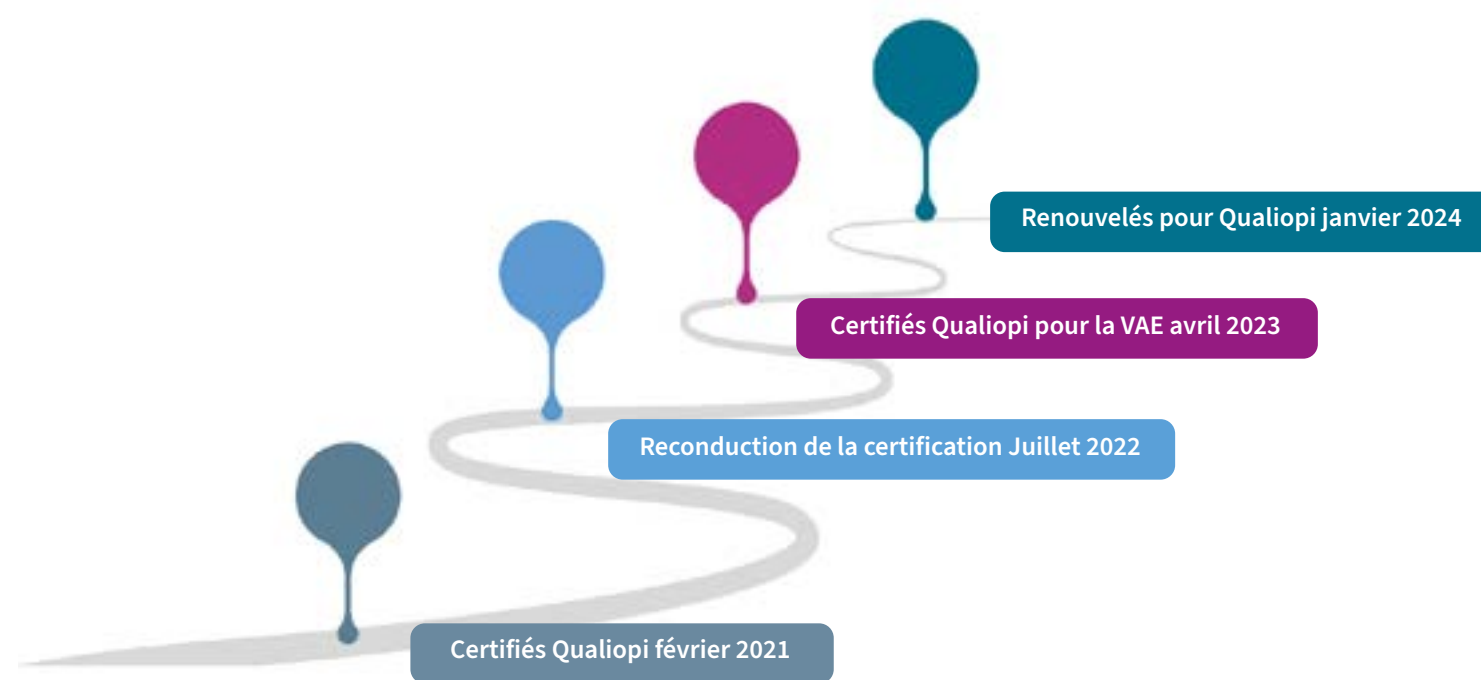 Renouvelés pour Qualiopi janvier 2024
Certifiés Qualiopi pour la VAE avril 2023
Reconduction de la certification Juillet 2022
Certifiés Qualiopi février 2021